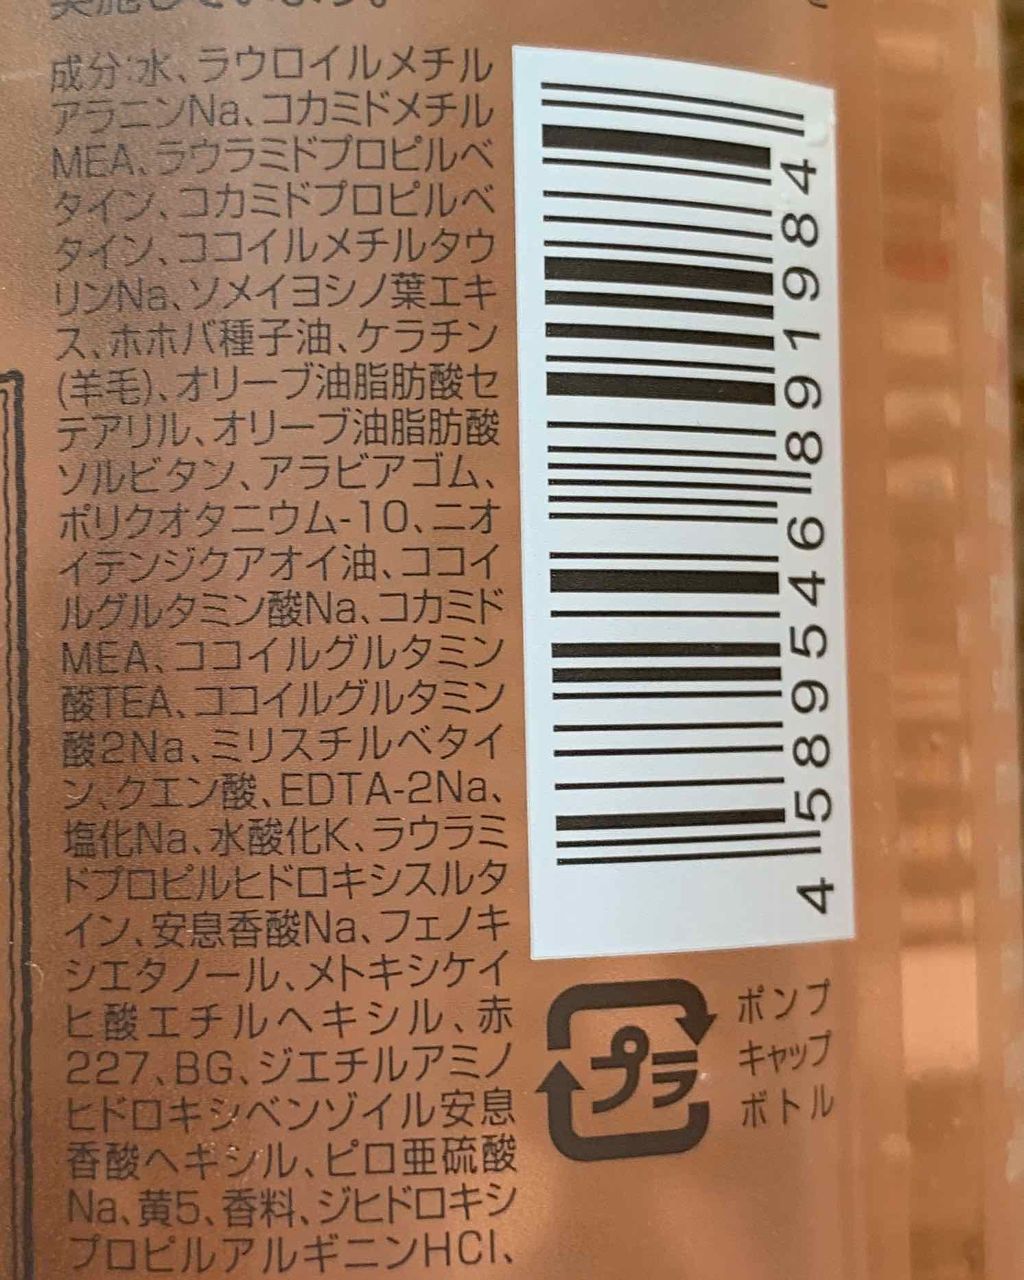 実施しています。
成分:水、ラウロイルメチル
アラニンNa、コカミドメチル
MEA、ラウラミドプロピルベ
タイン、コカミドプロピルベ
タイン、ココイルメチルタウ
リンNa、ソメイヨシノ葉エキ
ス、ホホバ種子油、ケラチン
(羊毛)、オリーブ油脂肪酸セ
テアリル、オリーブ油脂肪酸
ソルビタン、アラビアゴム、
ポリクオタニウム-10、ニオ
イテンジクアオイ油、ココイ
ルグルタミン酸Na、コカミド
MEA、ココイルグルタミン
酸TEA、ココイルグルタミン
酸2Na、ミリスチルベタイ
ン、クエン酸、EDTA-2Na、
塩化Na、水酸化K、ラウラミ
ドプロピルヒドロキシスルタ
イン、安息香酸Na、フェノキ
シエタノール、メトキシケイ
ヒ酸エチルヘキシル、赤
227、BG、ジエチルアミノ
ヒドロキシベンゾイル安息
香酸ヘキシル、ピロ亜硫酸
Na、黄5、香料、ジヒドロキシ
プロピルアルギニンHCl、
4 589546 891984
プラ
ポンプ
キャップ
ボトル